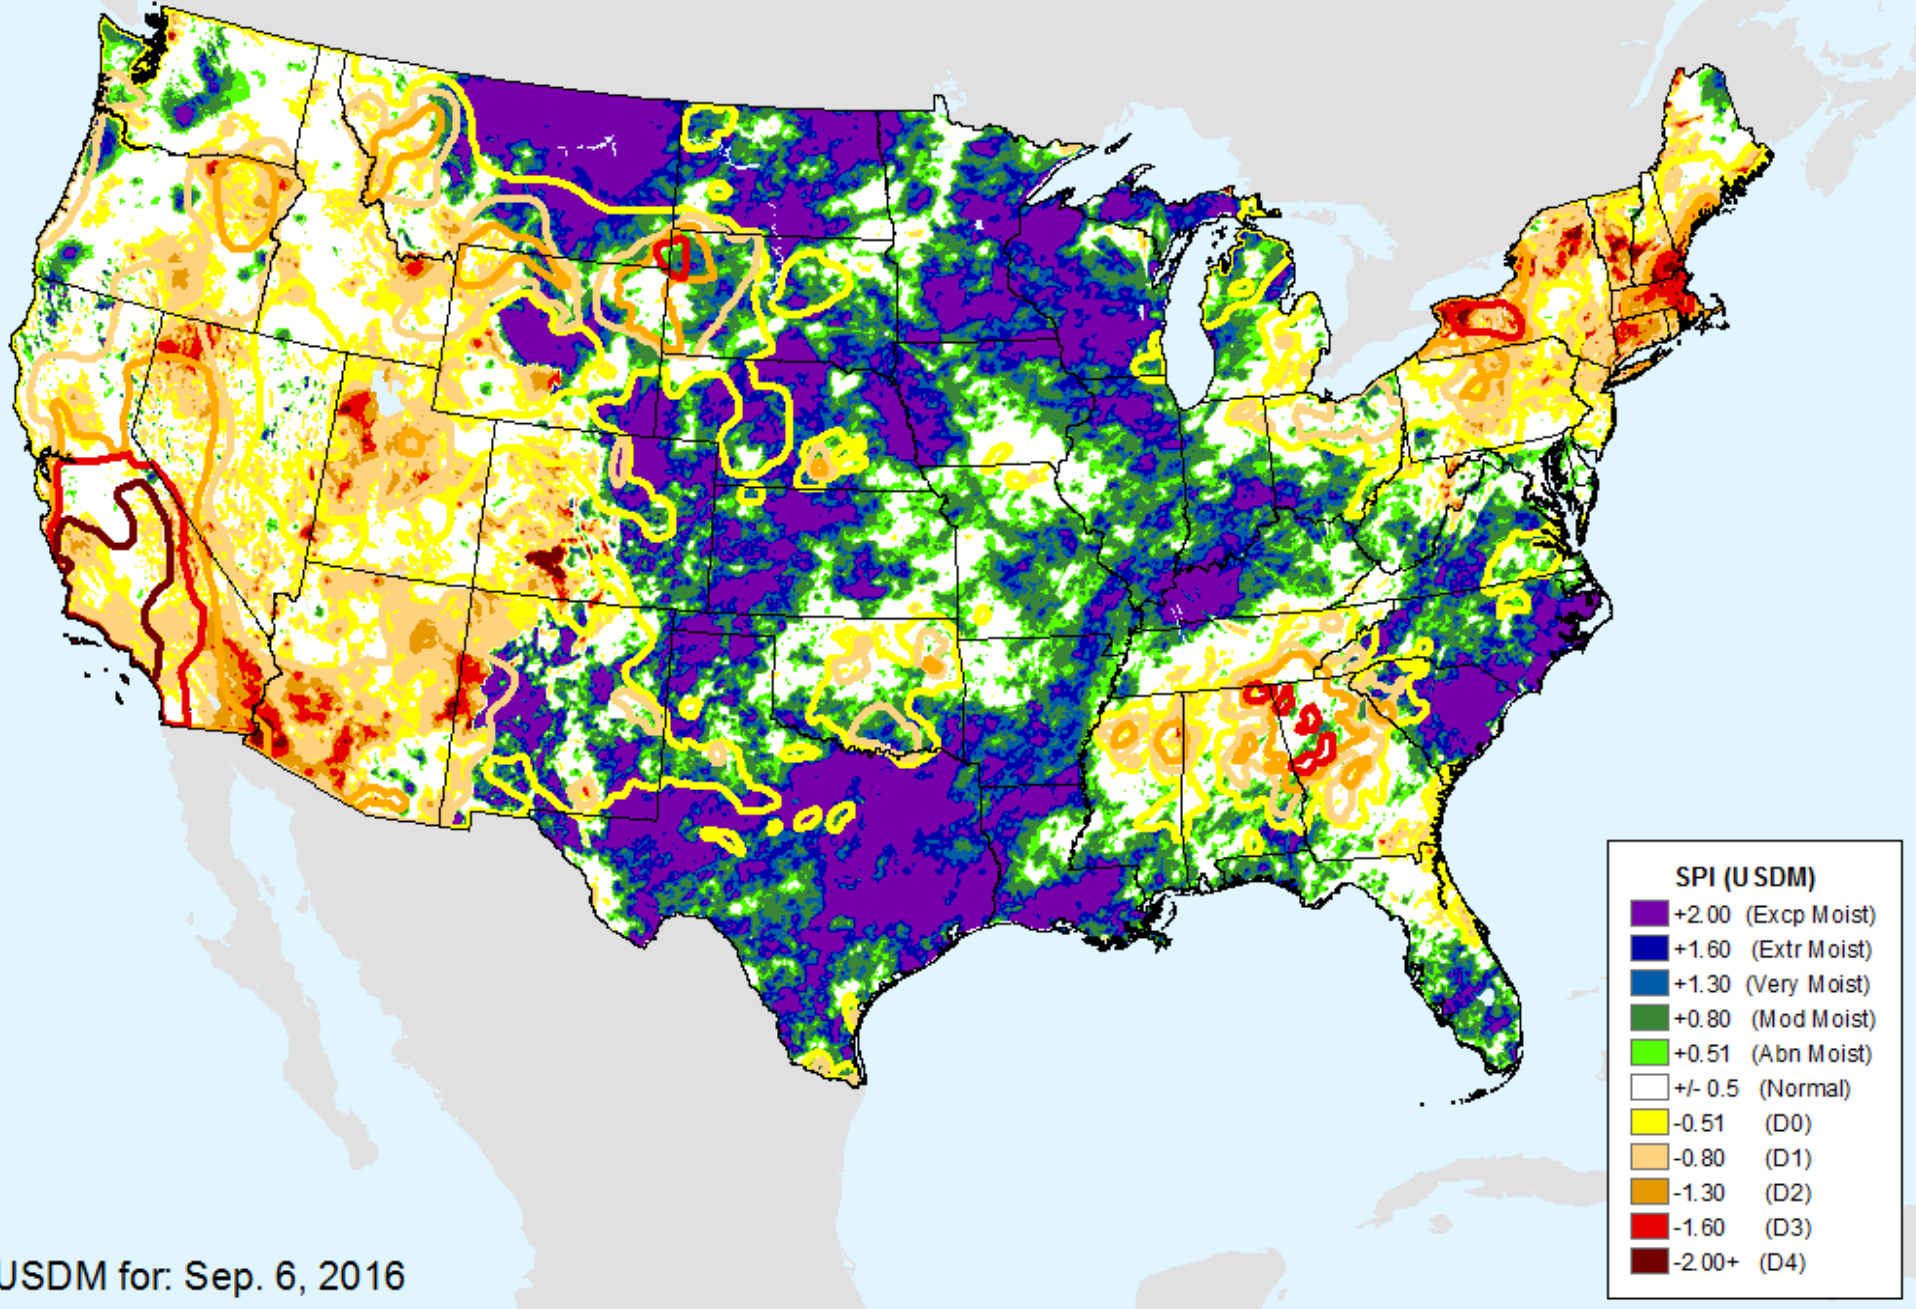 SPI (USDM)
+2.00 (Excp Moist)
+1.60 (Extr Moist)
+1.30 (Very Moist)
+0.80 (Mod Moist)
+0.51 (Abn Moist)
+/- 0.5 (Normal)
-0.51 (D0)
-0.80 (D1)
-1.30 (D2)
-1.60 (D3)
-2.00+ (D4)
USDM for: Sep. 6, 2016